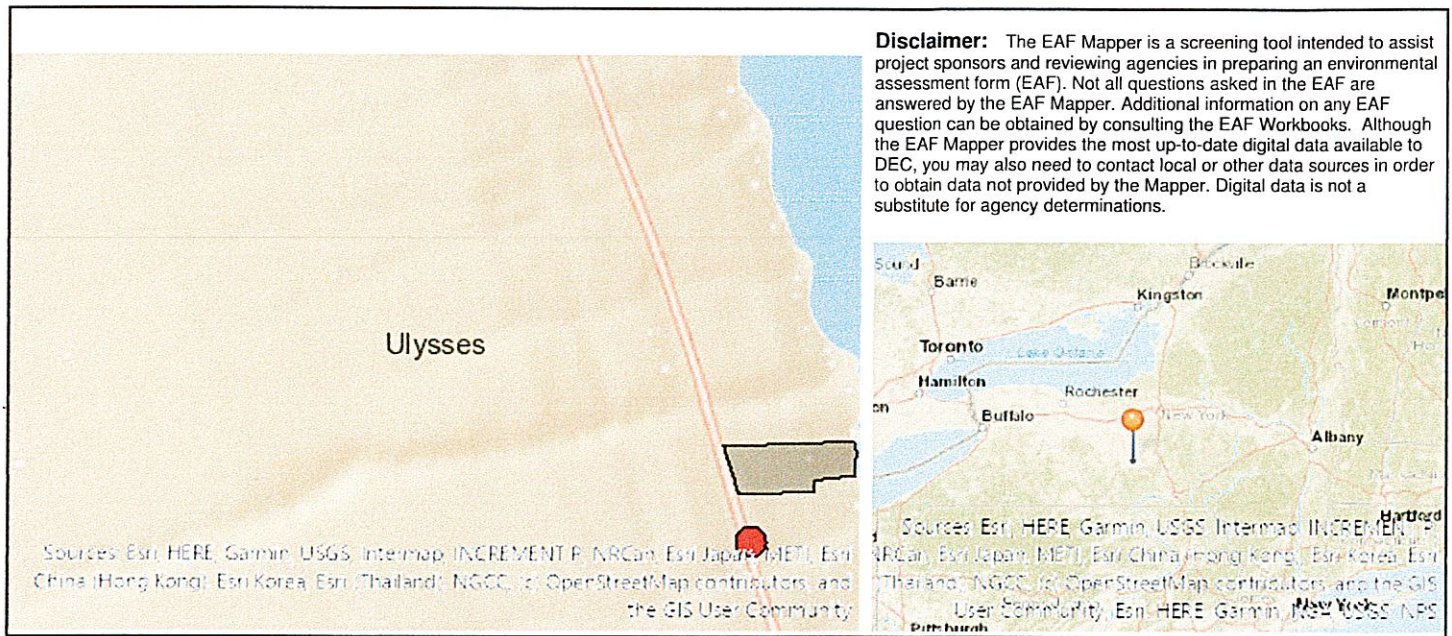 Disclaimer: The EAF Mapper is a screening tool intended to assist
project sponsors and reviewing agencies in preparing an environmental
assessment form (EAF). Not all questions asked in the EAF are
answered by the EAF Mapper. Additional information on any EAF
question can be obtained by consulting the EAF Workbooks. Although
the EAF Mapper provides the most up-to-date digital data available to
DEC, you may also need to contact local or other data sources in order
to obtain data not provided by the Mapper. Digital data is not a
substitute for agency determinations.
Ulysses
Sources: Esri, HERE, Garmin, USGS, Intermap, INCREMENT P, NRCan, Esri Japan, METI, Esri
China (Hong Kong), Esri Korea, Esri (Thailand), NGCC, (c) OpenStreetMap contributors, and
the GIS User Community
Sound
Barrie
Brockville
Kingston
Montpe
Toronto
Lake Ontario
Hamilton
Rochester
on
Buffalo
New York
Albany
Hartford
Sources: Esri, HERE, Garmin, USGS, Intermap, INCREMENT P,
NRCan, Esri Japan, METI, Esri China (Hong Kong), Esri Korea, Esri
(Thailand), NGCC, (c) OpenStreetMap contributors, and the GIS
User Community, Esri, HERE, Garmin, USGS, NPS
New York
Pittsburgh